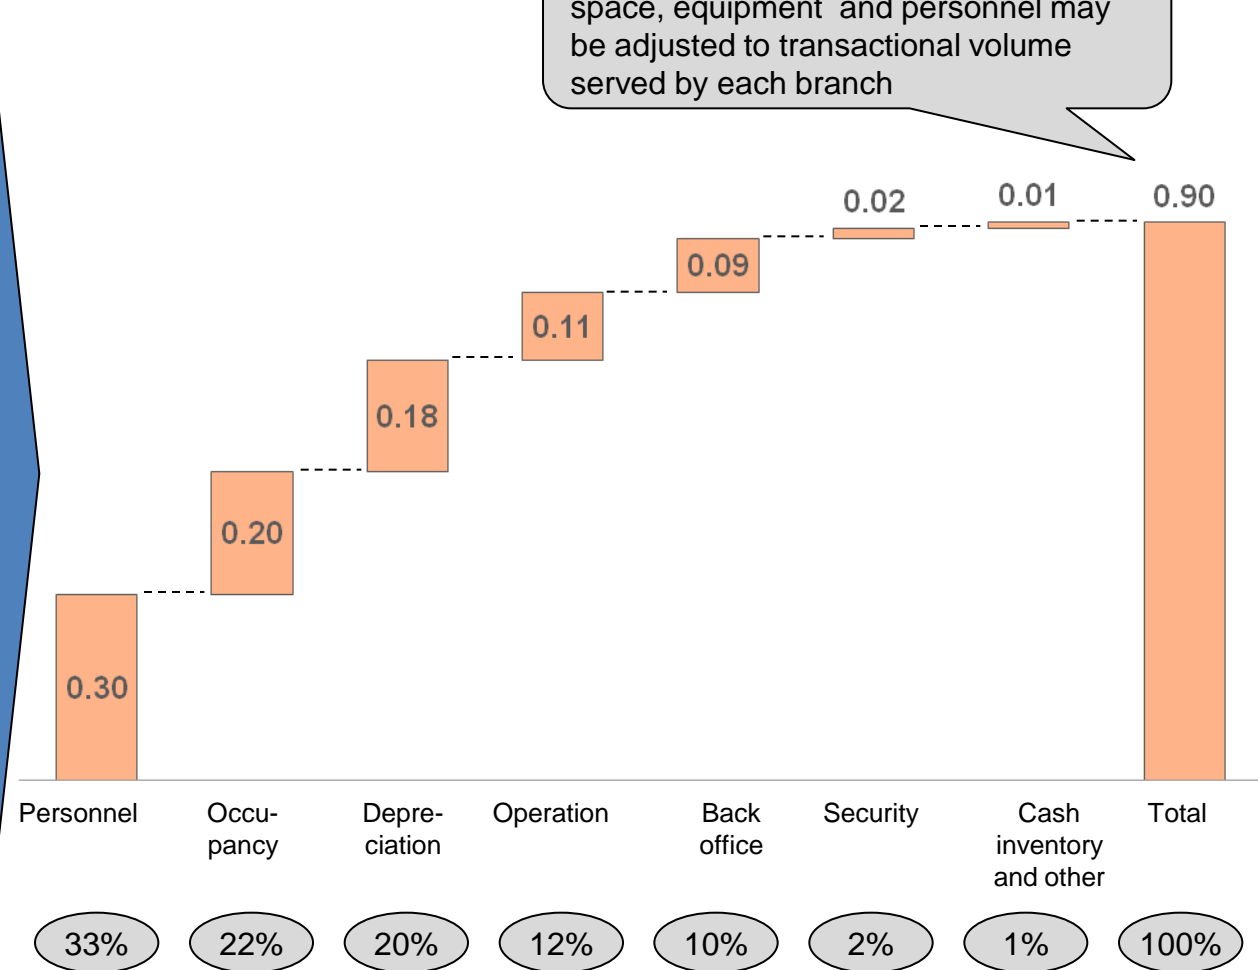 space, equipment and personnel may
be adjusted to transactional volume
served by each branch
0.02
0.01
0.90
0.09
0.11
0.18
0.20
0.30
Personnel
Occu-
pancy
Depre-
ciation
Operation
Back
office
Security
Cash
inventory
and other
Total
33%
22%
20%
12%
10%
2%
1%
100%